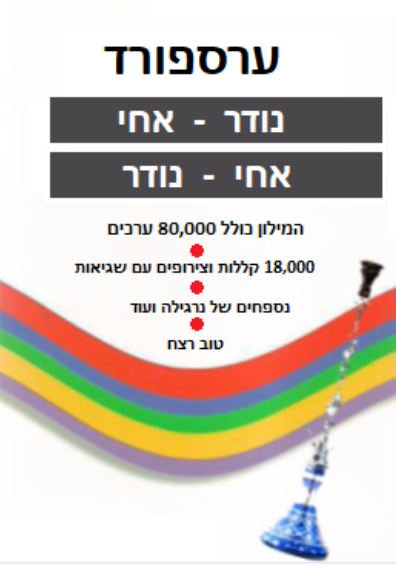 ערספורד
נודר - אחי
אחי - נודר
המילון כולל 80,000 ערכים
18,000 קללות וצירופים עם שגיאות
נספחים של נרגילה ועוד
טוב רצח